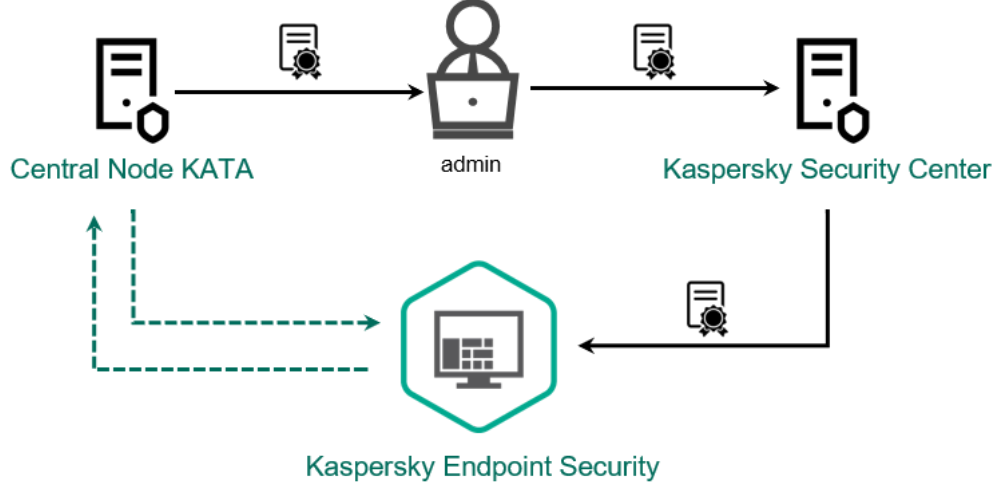 admin
Central Node KATA
Kaspersky Security Center
Kaspersky Endpoint Security